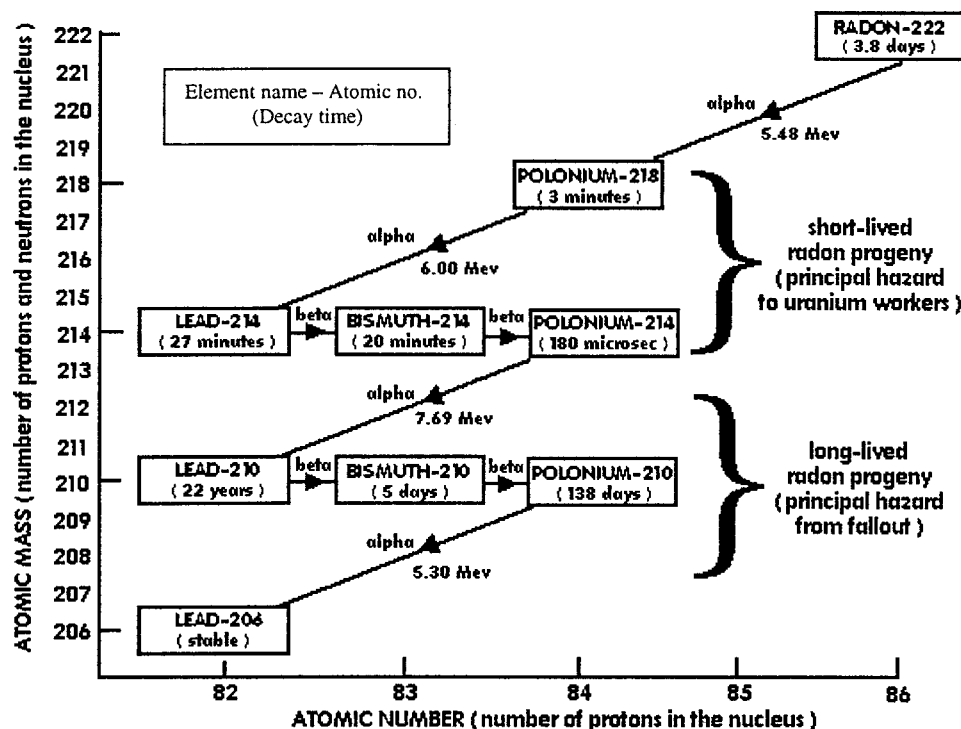 222
221
220
219
218
217
216
215
214
213
212
211
210
209
208
207
206
ATOMIC MASS ( number of protons and neutrons in the nucleus )
Element name – Atomic no.
(Decay time)
RADON-222
( 3.8 days )
alpha
5.48 Mev
POLONIUM-218
( 3 minutes )
alpha
6.00 Mev
short-lived
radon progeny
( principal hazard
to uranium workers )
LEAD-214
( 27 minutes )
beta
BISMUTH-214
( 20 minutes )
beta
POLONIUM-214
( 180 microsec )
alpha
7.69 Mev
LEAD-210
( 22 years )
beta
BISMUTH-210
( 5 days )
beta
POLONIUM-210
( 138 days )
long-lived
radon progeny
( principal hazard
from fallout )
alpha
5.30 Mev
LEAD-206
( stable )
82
83
84
85
86
ATOMIC NUMBER ( number of protons in the nucleus )